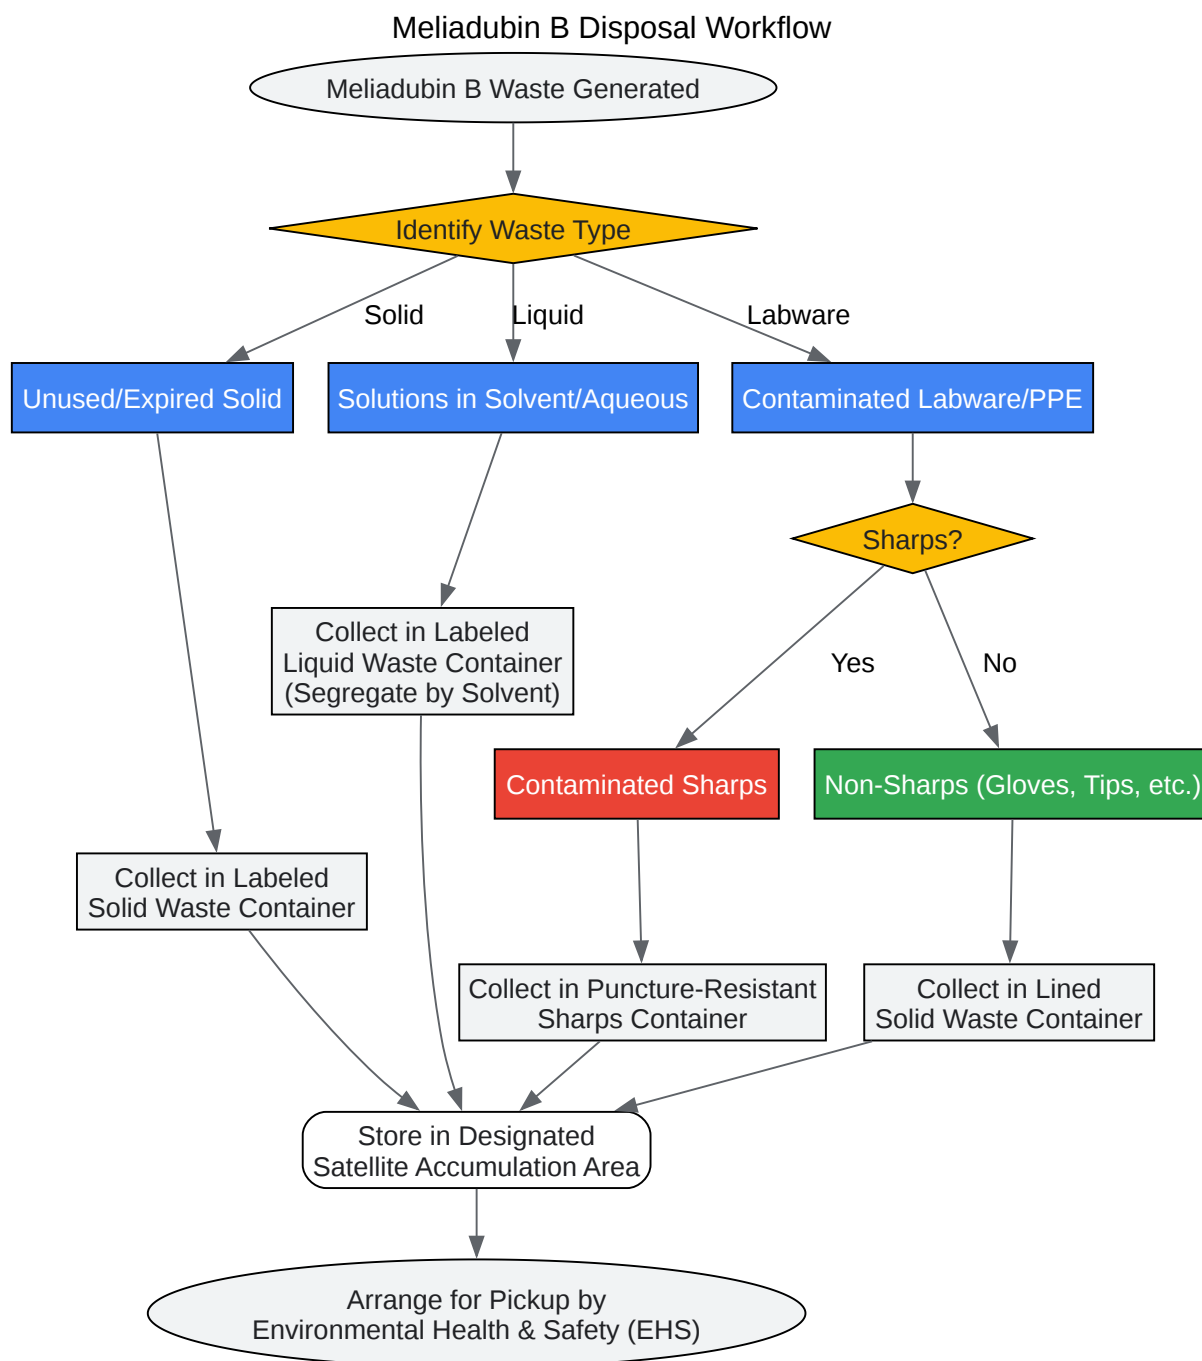 Meliadubin B Disposal Workflow
Meliadubin B Waste Generated
Identify Waste Type
Solid
Liquid
Labware
Unused/Expired Solid
Solutions in Solvent/Aqueous
Contaminated Labware/PPE
Sharps?
Collect in Labeled
Liquid Waste Container
(Segregate by Solvent)
Yes
No
Contaminated Sharps
Non-Sharps (Gloves, Tips, etc.)
Collect in Labeled
Solid Waste Container
Collect in Puncture-Resistant
Sharps Container
Collect in Lined
Solid Waste Container
Store in Designated
Satellite Accumulation Area
Arrange for Pickup by
Environmental Health & Safety (EHS)